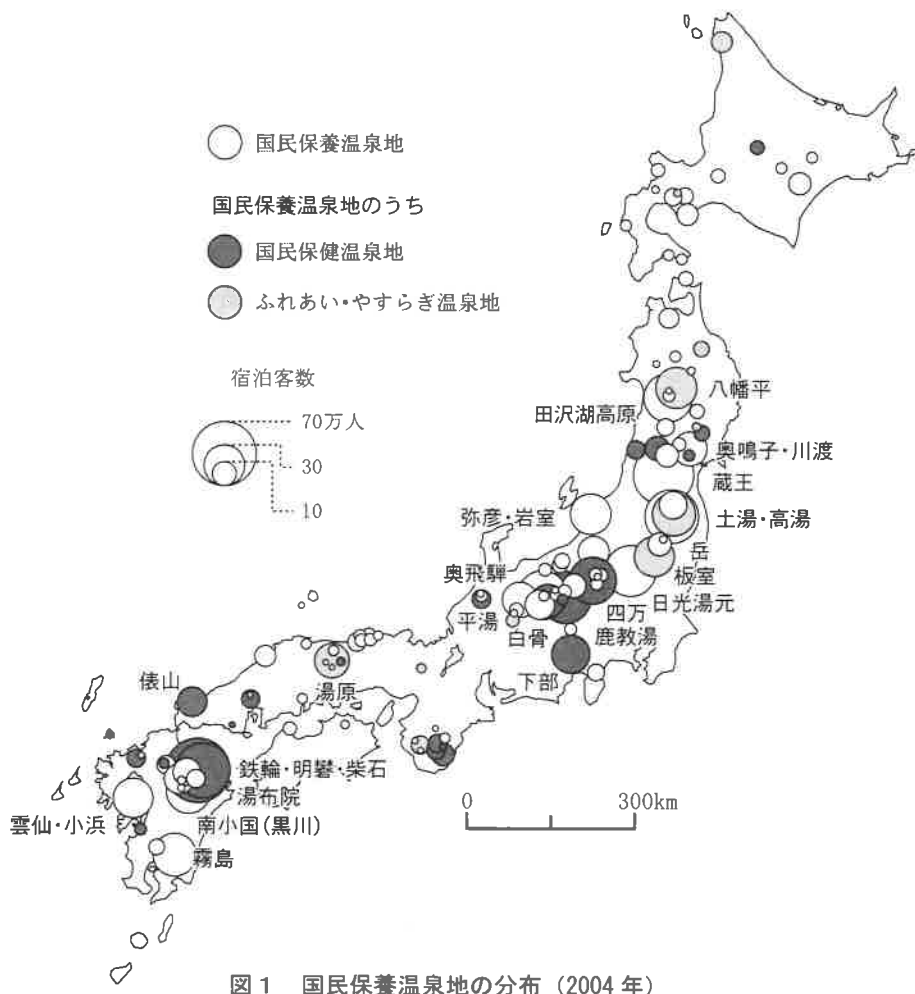 国民保養温泉地
国民保養温泉地のうち
国民保健温泉地
ふれあい・やすらぎ温泉地
宿泊客数
70万人
30
10
八幡平
田沢湖高原
奥鳴子・川渡
蔵王
弥彦・岩室
土湯・高湯
岳
奥飛騨
板室
日光湯元
四万
平湯
白骨
鹿教湯
下部
俵山
湯原
鉄輪・明礬・柴石
湯布院
雲仙・小浜
南小国(黒川)
霧島
0 300km
図1 国民保養温泉地の分布(2004年)